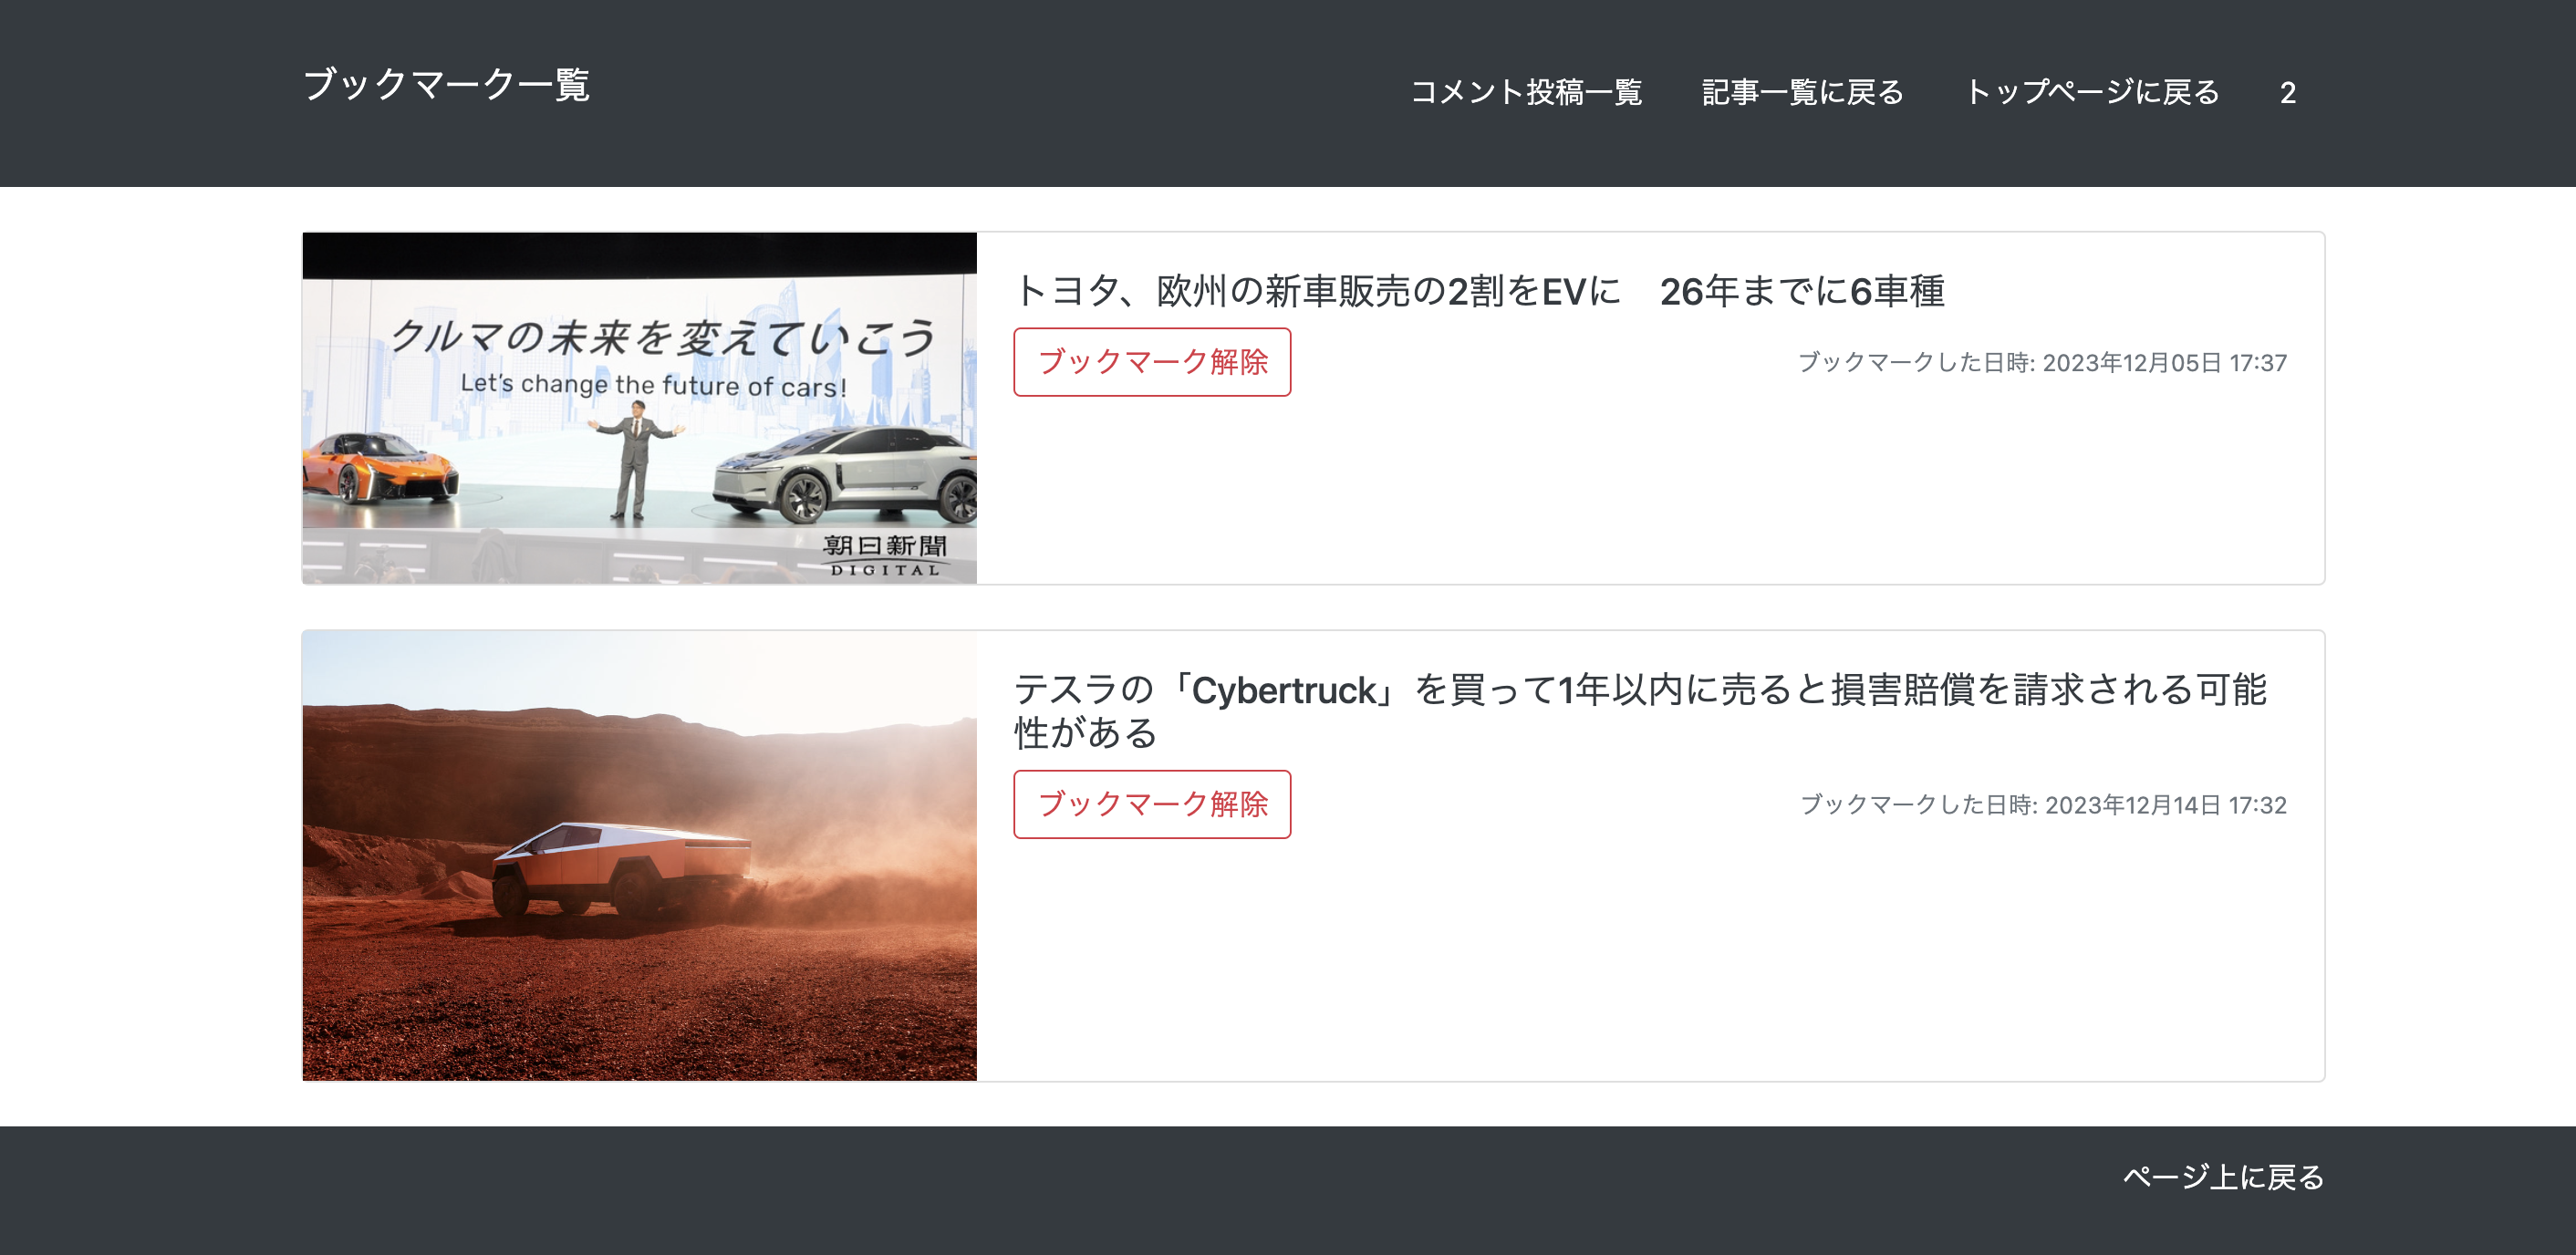 ブックマーク一覧
コメント投稿一覧
記事一覧に戻る
トップページに戻る
2
クルマの未来を変えていこう
Let's change the future of cars!
朝日新聞
DIGITAL
トヨタ、欧州の新車販売の2割をEVに　26年までに6車種
ブックマーク解除
ブックマークした日時: 2023年12月05日 17:37
テスラの「Cybertruck」を買って1年以内に売ると損害賠償を請求される可能
性がある
ブックマーク解除
ブックマークした日時: 2023年12月14日 17:32
ページ上に戻る